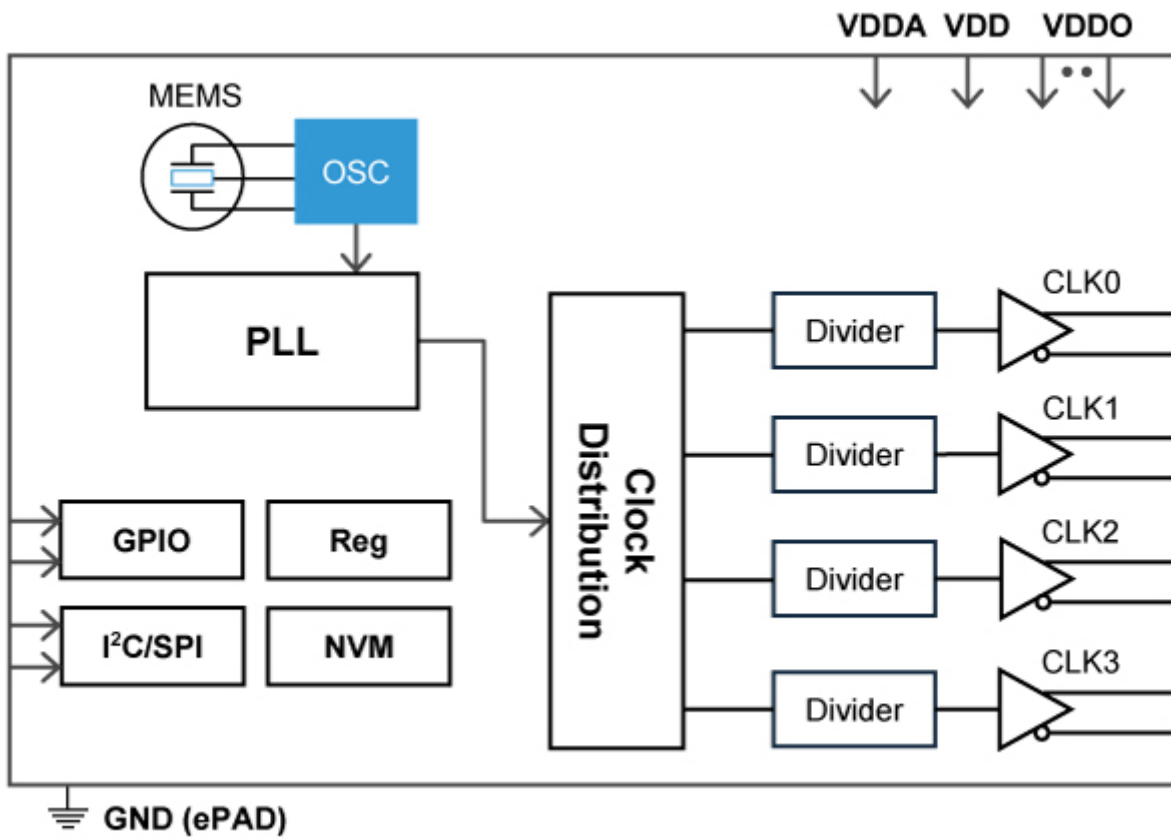 VDDA VDD VDDO
MEMS
OSC
PLL
Clock
Distribution
Divider
CLK0
Divider
CLK1
Divider
CLK2
Divider
CLK3
GPIO
Reg
I²C/SPI
NVM
GND (ePAD)